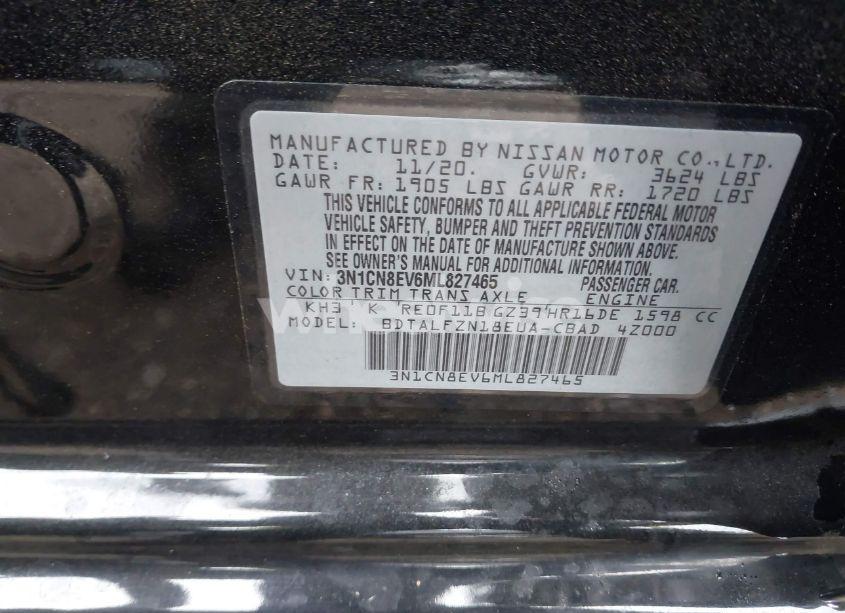 MANUFACTURED BY NISSAN MOTOR CO., LTD.
DATE: 11/20. GVWR: 3624 LBS
GAWR FR: 1905 LBS GAWR RR: 1720 LBS
THIS VEHICLE CONFORMS TO ALL APPLICABLE FEDERAL MOTOR
VEHICLE SAFETY, BUMPER AND THEFT PREVENTION STANDARDS
IN EFFECT ON THE DATE OF MANUFACTURE SHOWN ABOVE.
SEE OWNER'S MANUAL FOR ADDITIONAL INFORMATION.
VIN: 3N1CN8EV6ML827465 PASSENGER CAR.
COLOR TRIM TRANS AXLE ENGINE
KH3 K RE0F11B GZ39 HR16DE 1598 CC
MODEL: BDTALFZN18EUA-CBAD 4Z000
3N1CN8EV6ML827465